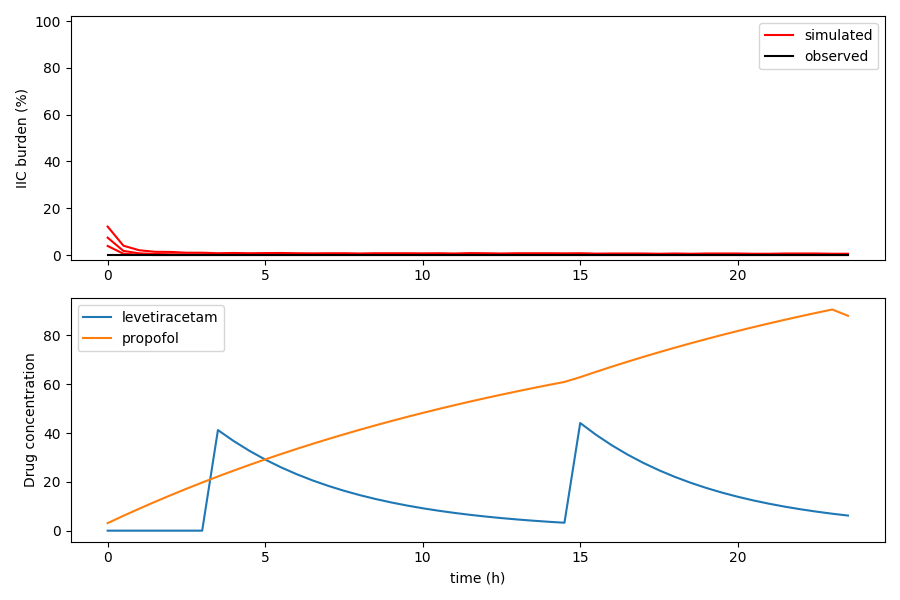 100
80
60
40
20
0
IIC burden (%)
simulated
observed
0 5 10 15 20
80
60
40
20
0
Drug concentration
levetiracetam
propofol
0 5 10 15 20
time (h)